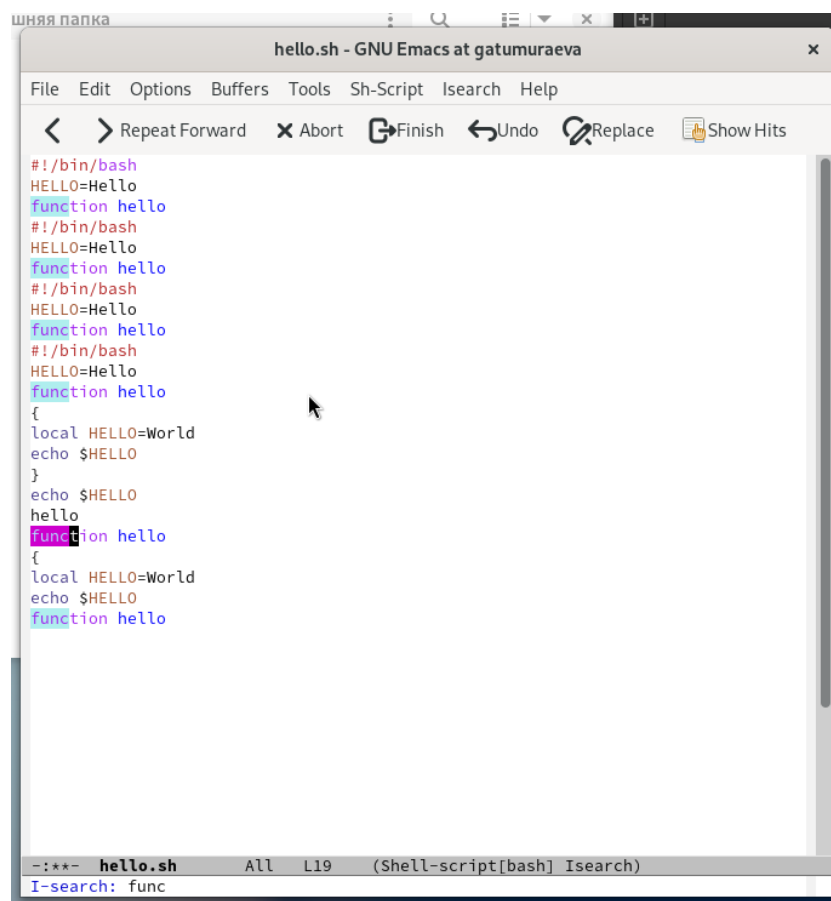 шняя папка
hello.sh - GNU Emacs at gatumuraeva
File Edit Options Buffers Tools Sh-Script Isearch Help
Repeat Forward Abort Finish Undo Replace Show Hits
#!/bin/bash
HELLO=Hello
function hello
#!/bin/bash
HELLO=Hello
function hello
#!/bin/bash
HELLO=Hello
function hello
#!/bin/bash
HELLO=Hello
function hello
{
local HELLO=World
echo $HELLO
}
echo $HELLO
hello
function hello
{
local HELLO=World
echo $HELLO
function hello
-:**- hello.sh All L19 (Shell-script[bash] Isearch)
I-search: func